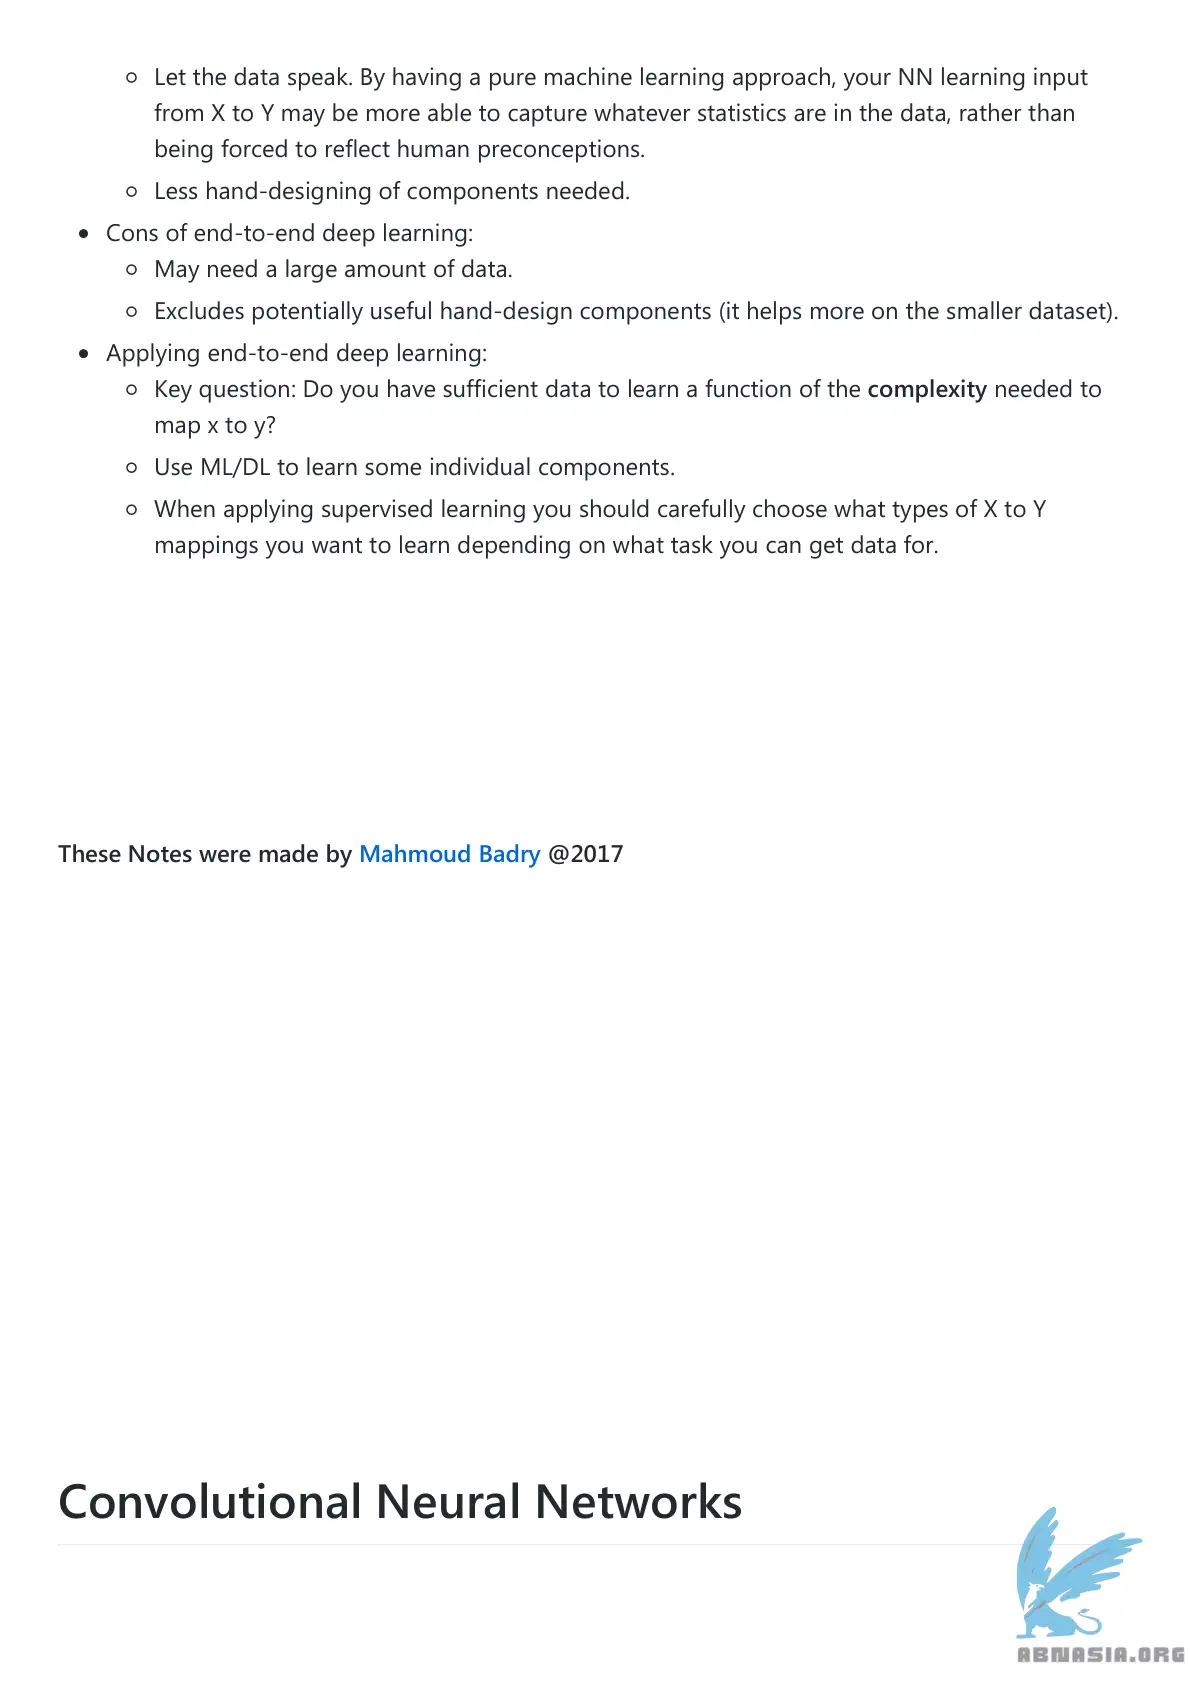 Let the data speak. By having a pure machine learning approach, your NN learning input
from X to Y may be more able to capture whatever statistics are in the data, rather than
being forced to reflect human preconceptions.
Less hand-designing of components needed.
Cons of end-to-end deep learning:
May need a large amount of data.
Excludes potentially useful hand-design components (it helps more on the smaller dataset).
Applying end-to-end deep learning:
Key question: Do you have sufficient data to learn a function of the complexity needed to
map x to y?
Use ML/DL to learn some individual components.
When applying supervised learning you should carefully choose what types of X to Y
mappings you want to learn depending on what task you can get data for.
These Notes were made by Mahmoud Badry @2017
Convolutional Neural Networks
ABNASIA.ORG